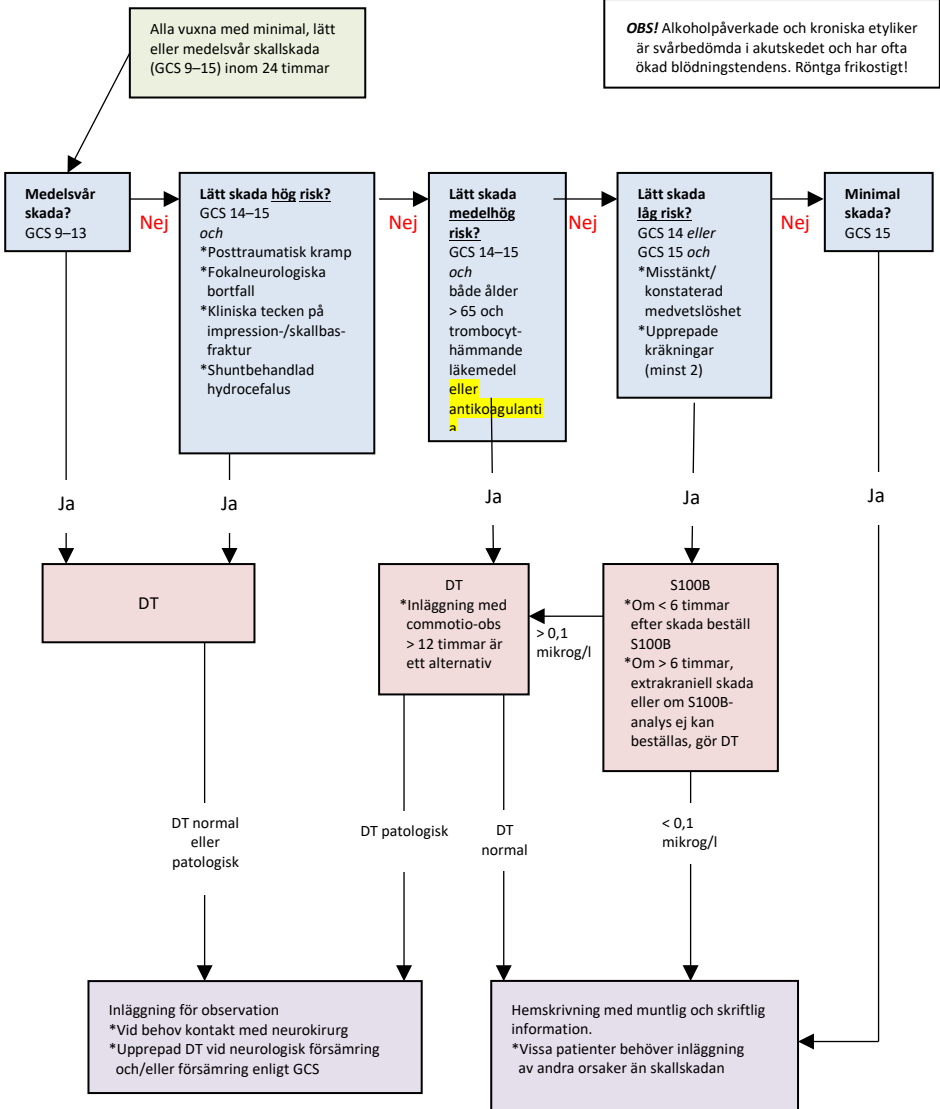 Alla vuxna med minimal, lätt
eller medelsvår skallskada
(GCS 9–15) inom 24 timmar
OBS! Alkoholpåverkade och kroniska etyliker
är svårbedömda i akutskedet och har ofta
ökad blödningstendens. Röntga frikostigt!
Medelsvår
skada?
GCS 9–13
Nej
Lätt skada hög risk?
GCS 14–15
och
*Posttraumatisk kramp
*Fokalneurologiska
bortfall
*Kliniska tecken på
impression-/skallbas-
fraktur
*Shuntbehandlad
hydrocefalus
Nej
Lätt skada
medelhög
risk?
GCS 14–15
och
både ålder
> 65 och
trombocyt-
hämmande
läkemedel
eller
antikoagulanti
a
Nej
Lätt skada
låg risk?
GCS 14 eller
GCS 15 och
*Misstänkt/
konstaterad
medvetslöshet
*Upprepade
kräkningar
(minst 2)
Nej
Minimal
skada?
GCS 15
Ja
Ja
Ja
Ja
Ja
DT
DT
*Inläggning med
commotio-obs
> 12 timmar är
ett alternativ
> 0,1
mikrog/l
S100B
*Om < 6 timmar
efter skada beställ
S100B
*Om > 6 timmar,
extrakraniell skada
eller om S100B-
analys ej kan
beställas, gör DT
DT normal
eller
patologisk
DT patologisk
DT
normal
< 0,1
mikrog/l
Inläggning för observation
*Vid behov kontakt med neurokirurg
*Upprepad DT vid neurologisk försämring
och/eller försämring enligt GCS
Hemskrivning med muntlig och skriftlig
information.
*Vissa patienter behöver inläggning
av andra orsaker än skallskadan